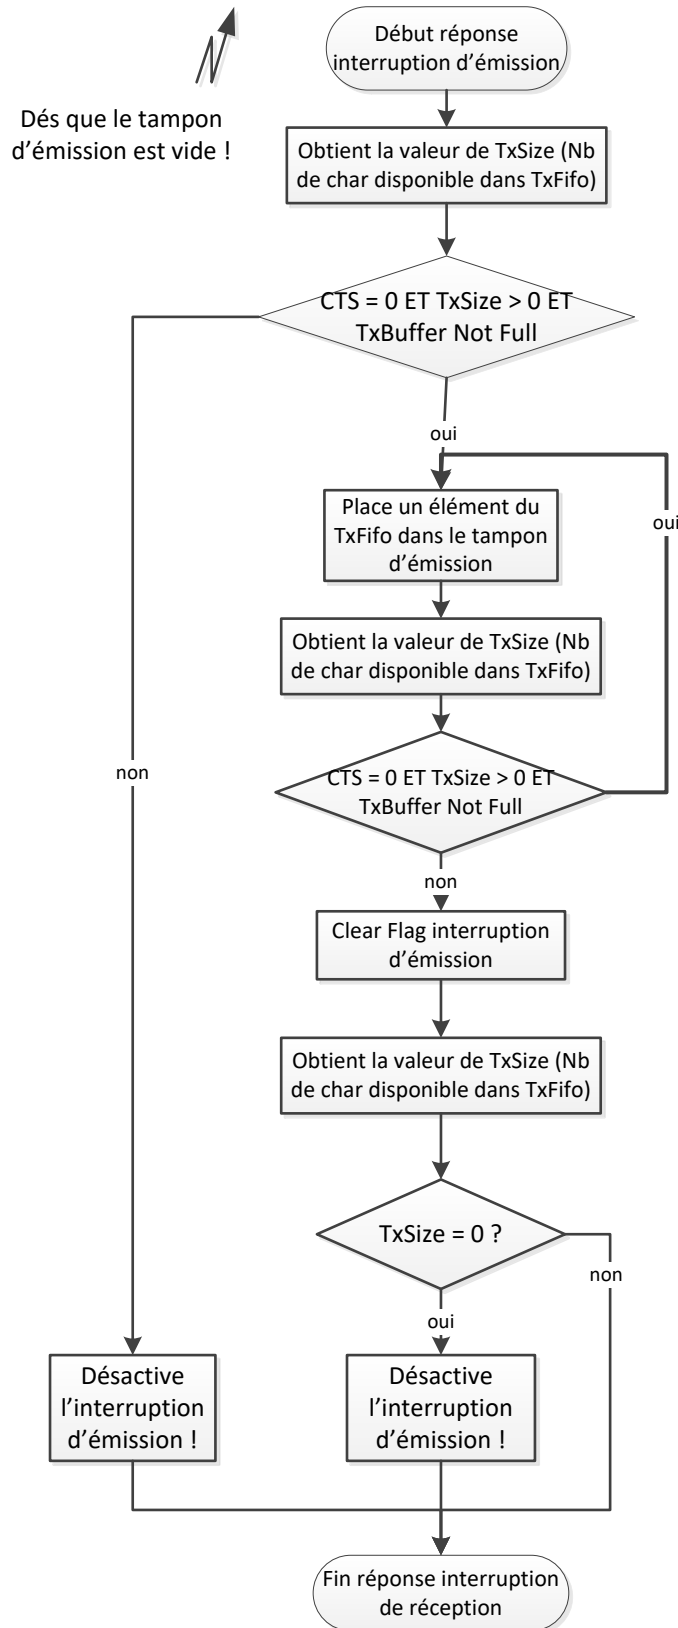 Début réponse
interruption d'émission
Dés que le tampon
d'émission est vide !
Obtient la valeur de TxSize (Nb
de char disponible dans TxFifo)
CTS = 0 ET TxSize > 0 ET
TxBuffer Not Full
oui
Place un élément du
TxFifo dans le tampon
d'émission
oui
Obtient la valeur de TxSize (Nb
de char disponible dans TxFifo)
CTS = 0 ET TxSize > 0 ET
TxBuffer Not Full
non
non
Clear Flag interruption
d'émission
Obtient la valeur de TxSize (Nb
de char disponible dans TxFifo)
TxSize = 0 ?
non
oui
Désactive
l'interruption
d'émission !
Désactive
l'interruption
d'émission !
Fin réponse interruption
de réception